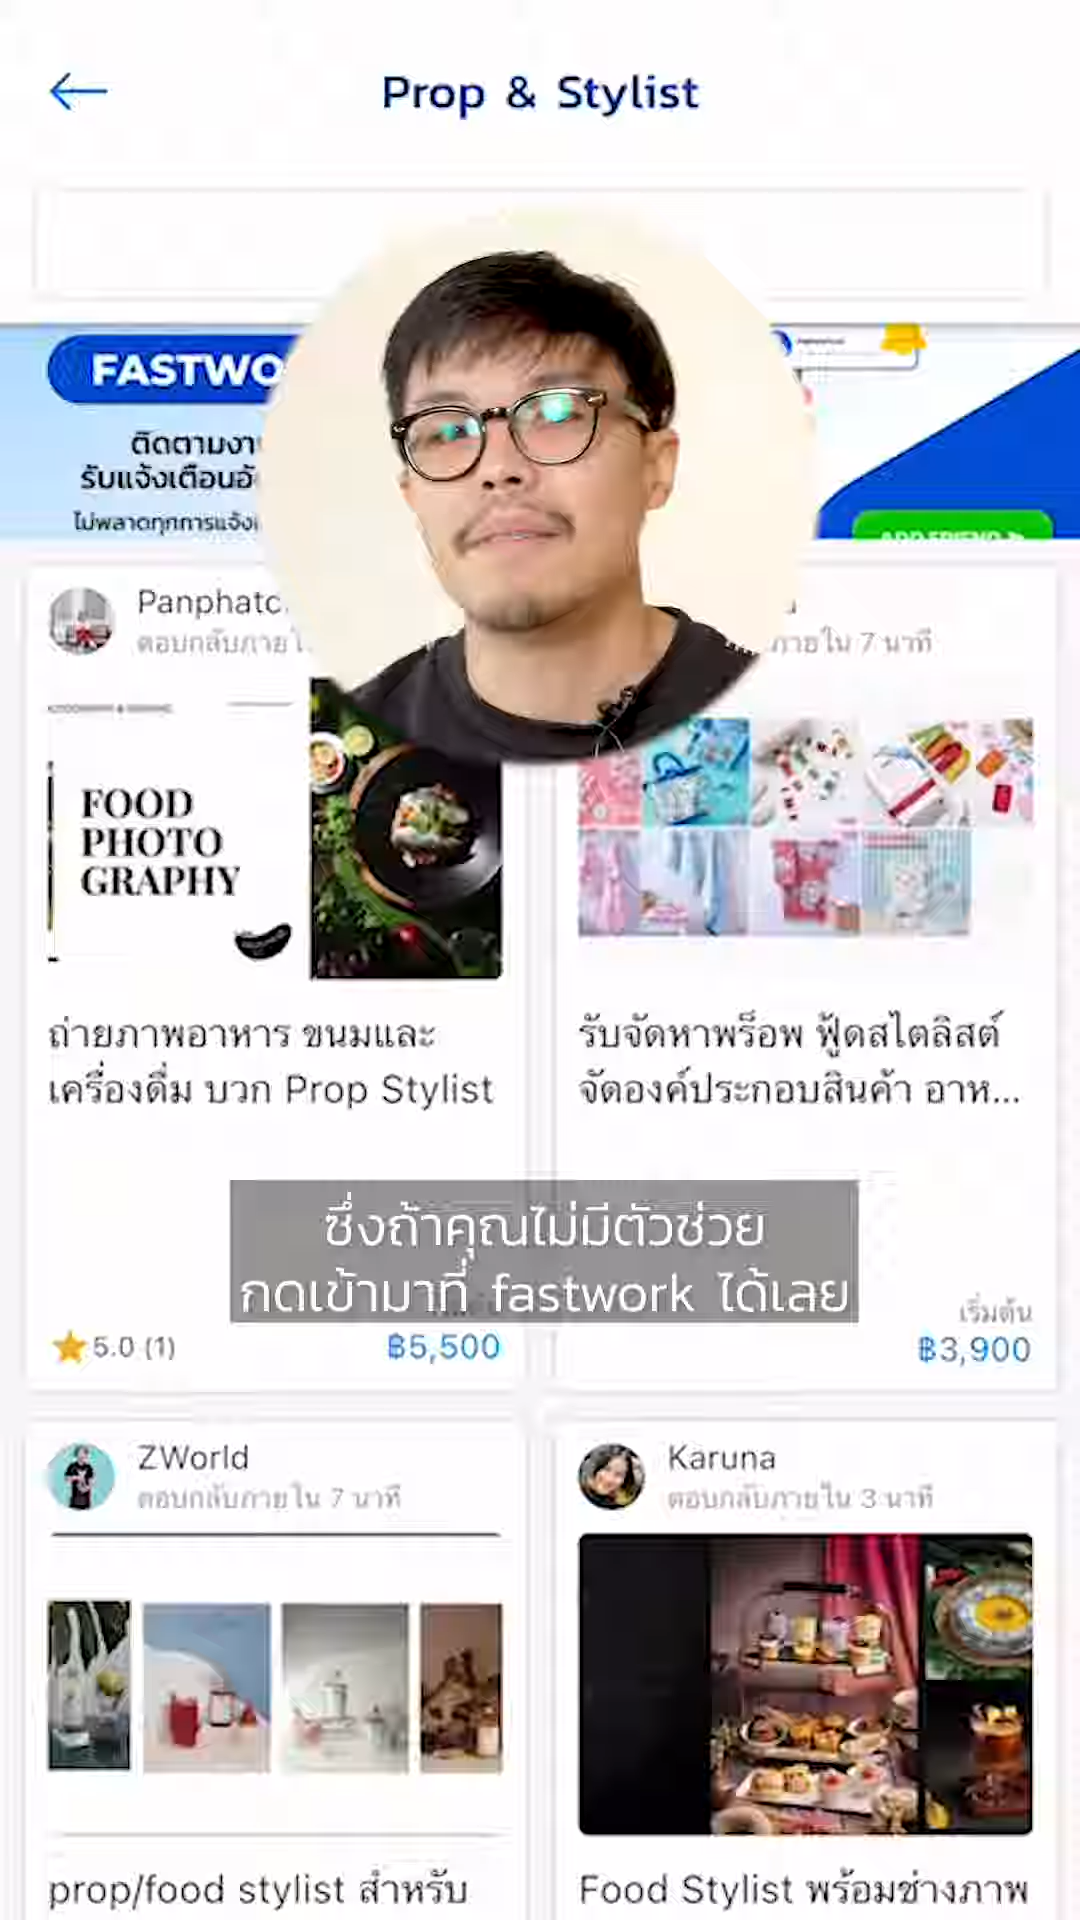 Prop & Stylist
FASTWO
ติดตามงา
รับแจ้งเตือนอั
ไม่พลาดทุกการแจ้งเ
ADD FRIEND
Panphatc
ตอบกลับภายใ
ภายใน 7 นาที
FOOD
PHOTO
GRAPHY
ถ่ายภาพอาหาร ขนมและ
เครื่องดื่ม บวก Prop Stylist
รับจัดหาพร็อพ ฟู้ดสไตลิสต์
จัดองค์ประกอบสินค้า อาห...
ซึ่งถ้าคุณไม่มีตัวช่วย
กดเข้ามาที่ fastwork ได้เลย
5.0 (1)
฿5,500
เริ่มต้น
฿3,900
ZWorld
ตอบกลับภายใน 7 นาที
Karuna
ตอบกลับภายใน 3 นาที
prop/food stylist สำหรับ
Food Stylist พร้อมช่างภาพ